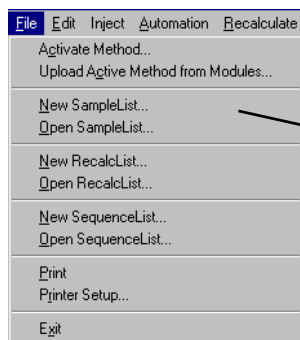 File Edit Inject Automation Recalculate
Activate Method...
Upload Active Method from Modules...
New SampleList...
Open SampleList...
New RecalcList...
Open RecalcList...
New SequenceList...
Open SequenceList...
Print
Printer Setup...
Exit